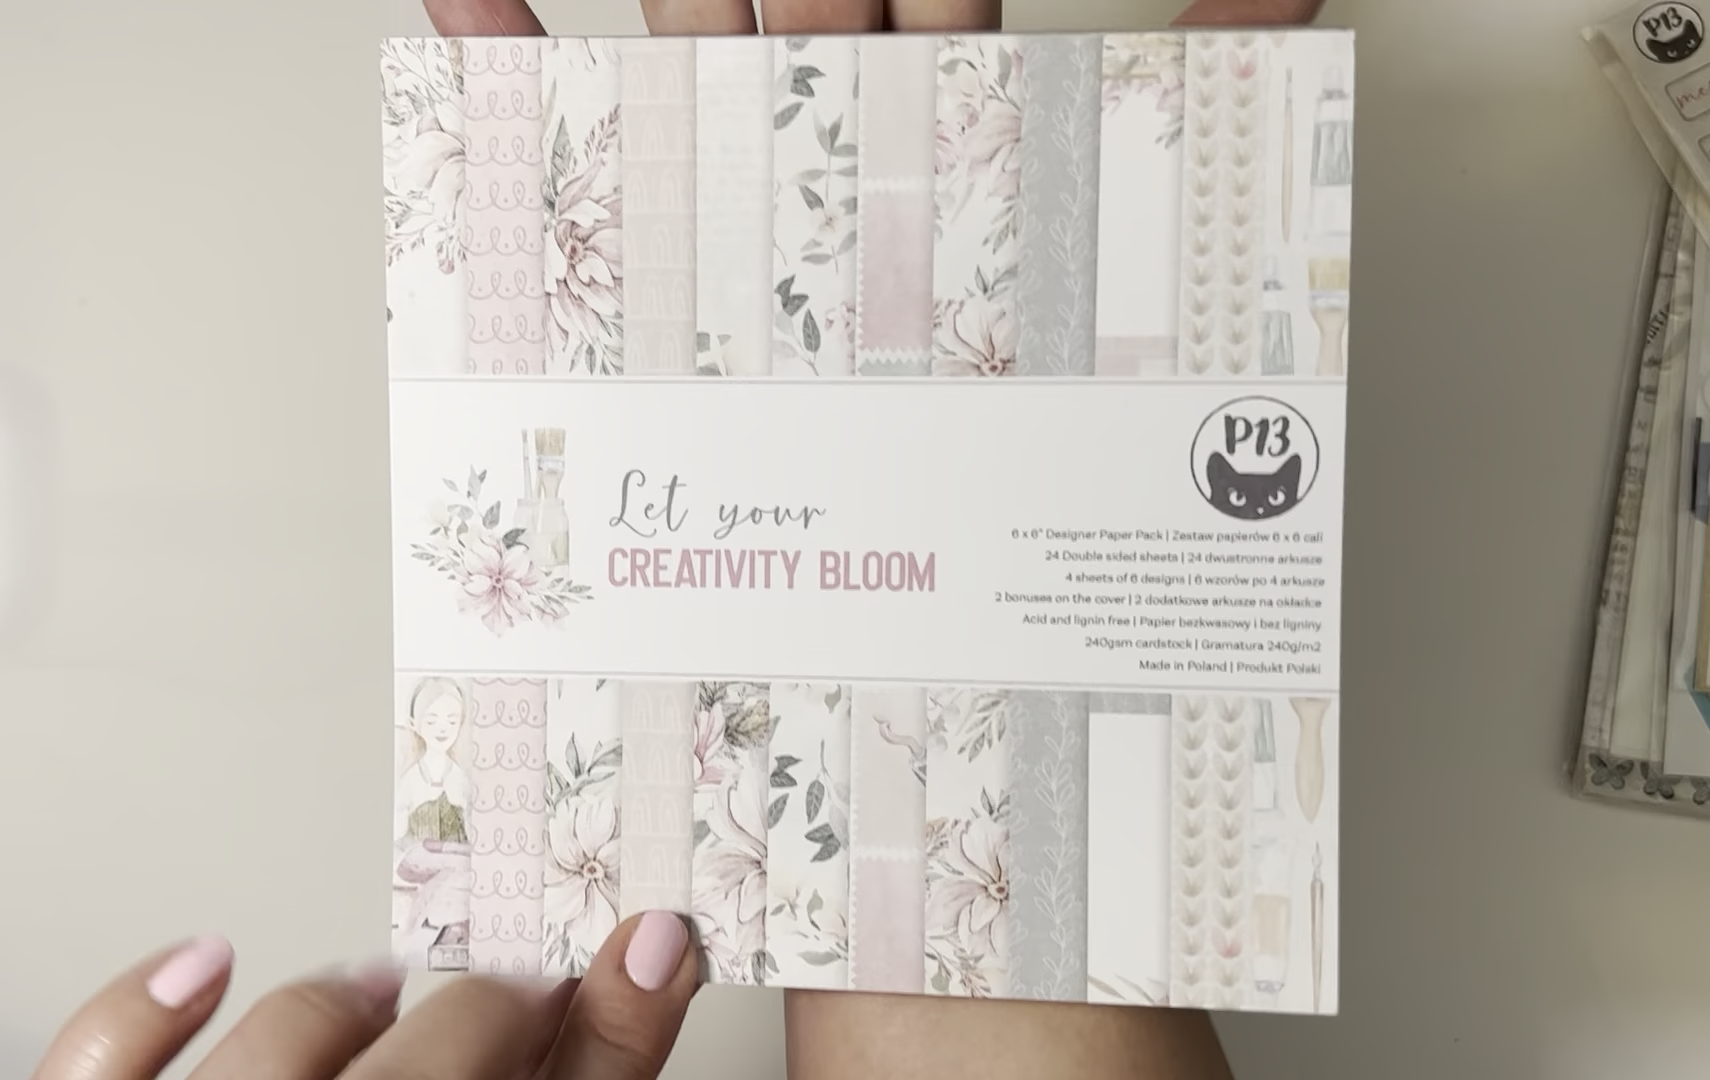 P13
Let your
CREATIVITY BLOOM
P13
6 x 6" Designer Paper Pack | Zestaw papierów 6 x 6 cali
24 Double sided sheets | 24 dwustronne arkusze
4 sheets of 6 designs | 6 wzorów po 4 arkusze
2 bonuses on the cover | 2 dodatkowe arkusze na okładce
Acid and lignin free | Papier bezkwasowy i bez ligniny
240gsm cardstock | Gramatura 240g/m2
Made in Poland | Produkt Polski